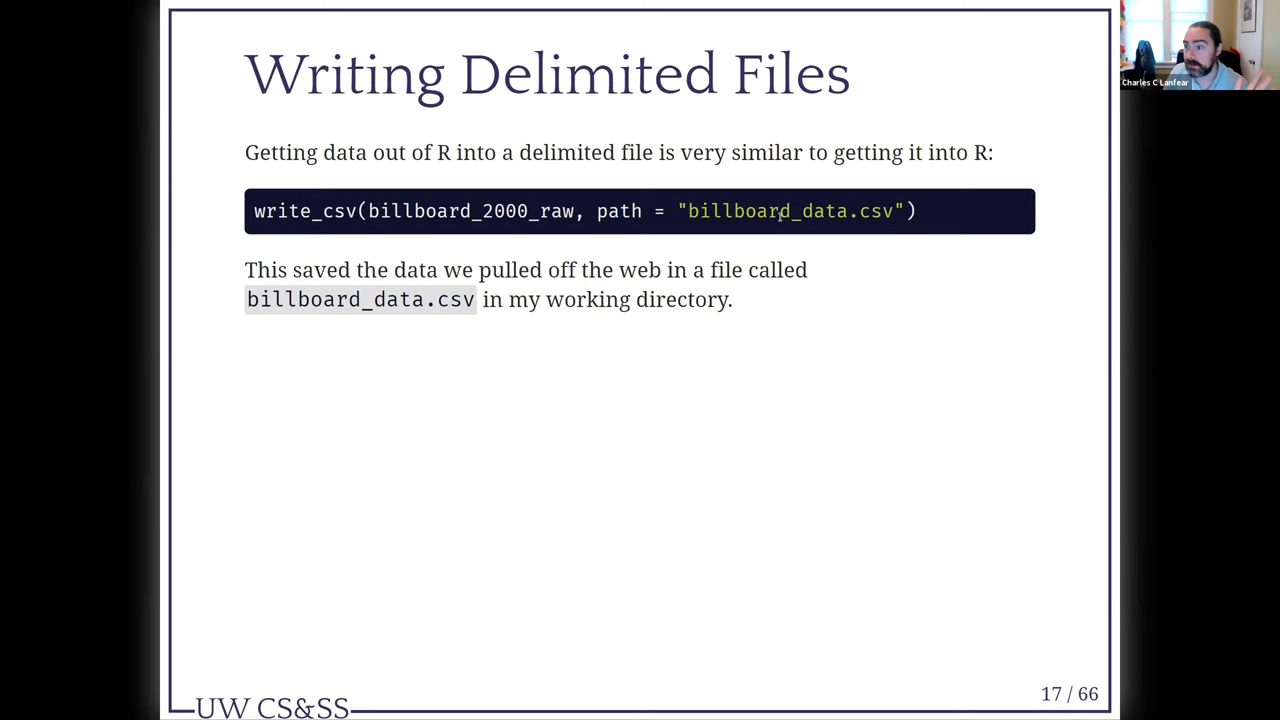 Writing Delimited Files
Getting data out of R into a delimited file is very similar to getting it into R:
write_csv(billboard_2000_raw, path = "billboard_data.csv")
This saved the data we pulled off the web in a file called
billboard_data.csv in my working directory.
17 / 66
UW CS&SS
Charles C Lanfear